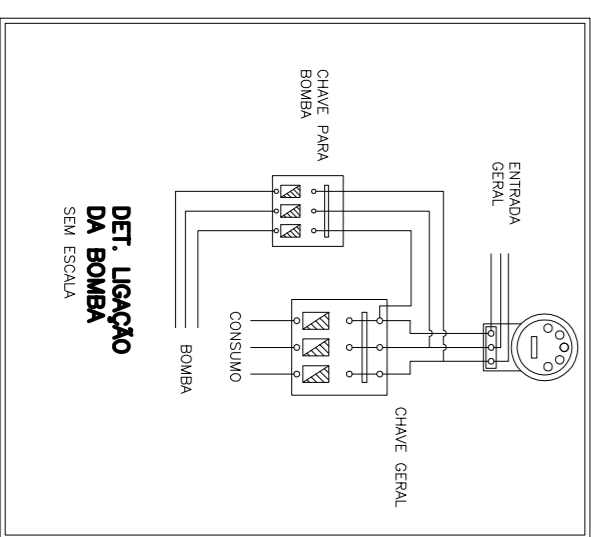 ENTRADA
GERAL
CHAVE PARA
BOMBA
CHAVE GERAL
CONSUMO
BOMBA
DET. LIGAÇÃO
DA BOMBA
SEM ESCALA